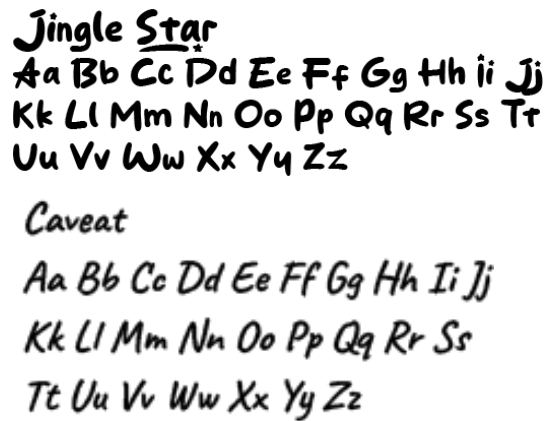 Jingle Star
Aa Bb Cc Dd Ee Ff Gg Hh Ii Jj
Kk Ll Mm Nn Oo Pp Qq Rr Ss Tt
Uu Vv Ww Xx Yy Zz
Caveat
Aa Bb Cc Dd Ee Ff Gg Hh Ii Jj
Kk Ll Mm Nn Oo Pp Qq Rr Ss
Tt Uu Vv Ww Xx Yy Zz